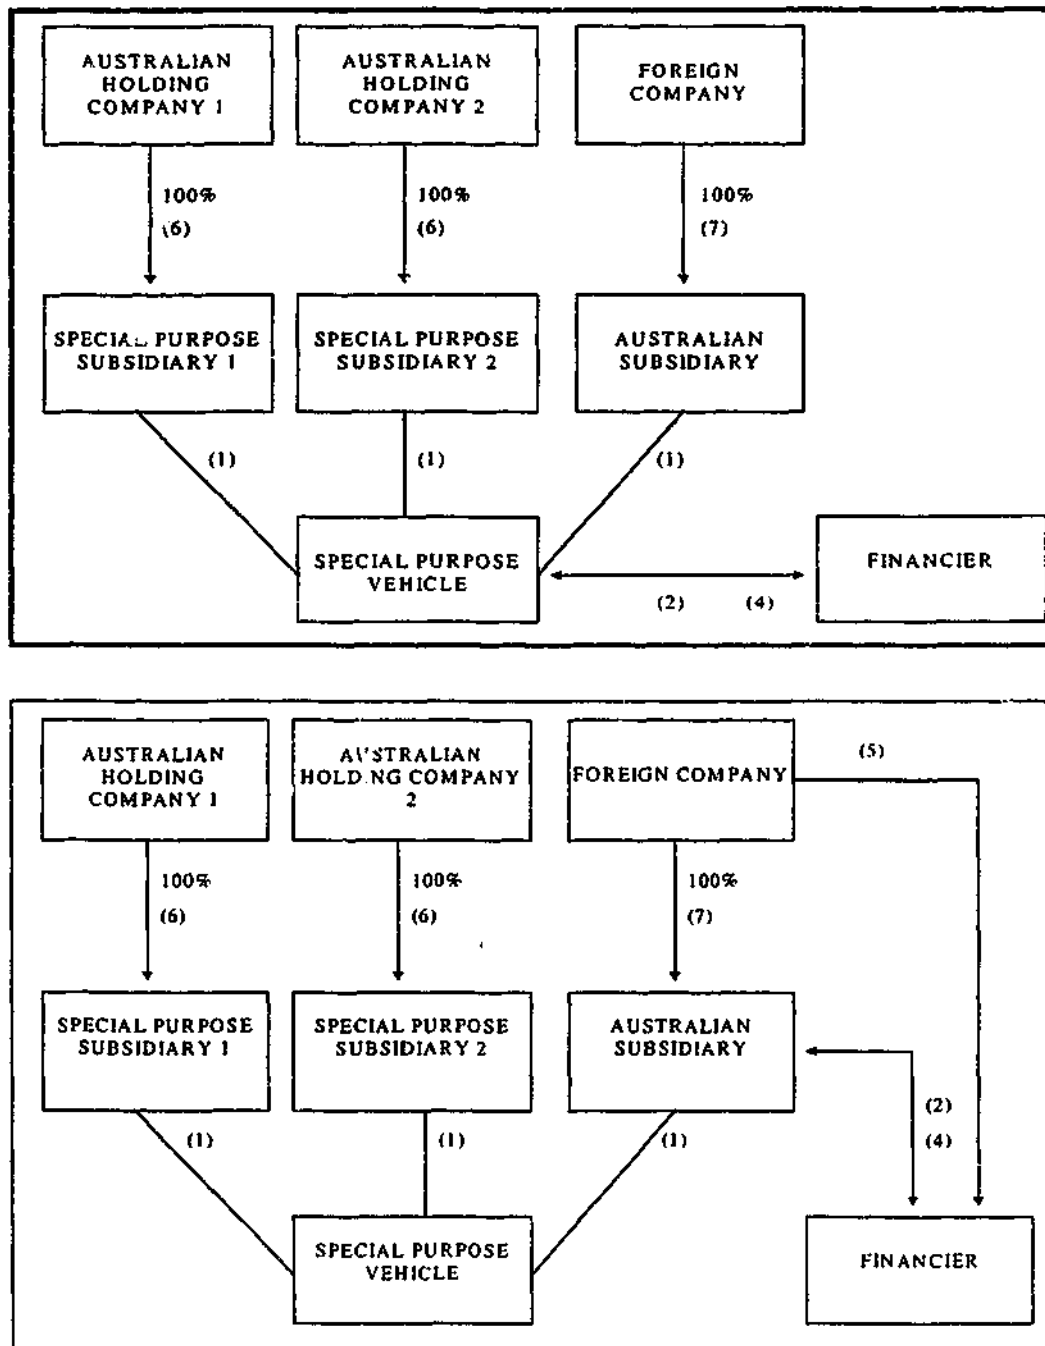 AUSTRALIAN
HOLDING
COMPANY 1
AUSTRALIAN
HOLDING
COMPANY 2
FOREIGN
COMPANY
100%
(6)
100%
(6)
100%
(7)
SPECIAL PURPOSE
SUBSIDIARY 1
SPECIAL PURPOSE
SUBSIDIARY 2
AUSTRALIAN
SUBSIDIARY
(1)
(1)
(1)
SPECIAL PURPOSE
VEHICLE
FINANCIER
(2)
(4)
AUSTRALIAN
HOLDING
COMPANY 1
AUSTRALIAN
HOLDING COMPANY
2
FOREIGN COMPANY
(5)
100%
(6)
100%
(6)
100%
(7)
SPECIAL PURPOSE
SUBSIDIARY 1
SPECIAL PURPOSE
SUBSIDIARY 2
AUSTRALIAN
SUBSIDIARY
(2)
(4)
(1)
(1)
(1)
SPECIAL PURPOSE
VEHICLE
FINANCIER